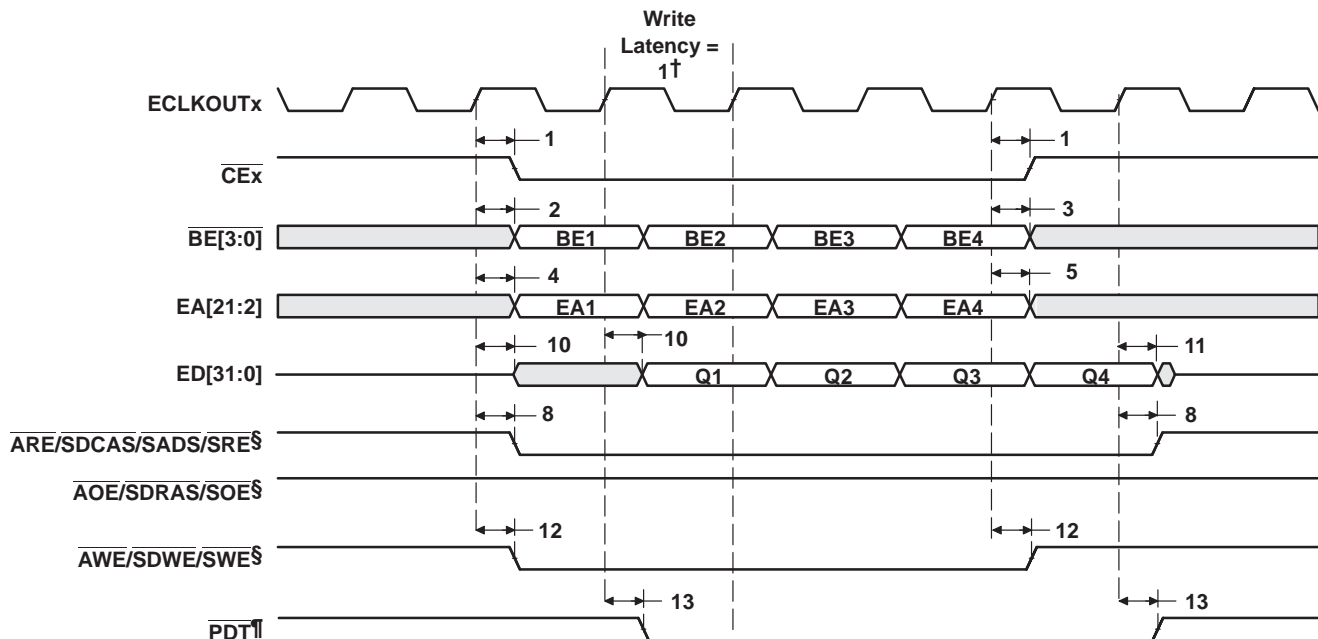 Write
Latency =
1†
ECLKOUTx
1 1
CEx
2 3
BE[3:0] BE1 BE2 BE3 BE4
4 5
EA[21:2] EA1 EA2 EA3 EA4
10 10 11
ED[31:0] Q1 Q2 Q3 Q4
8 8
ARE/SDCAS/SADS/SRE§
AOE/SDRAS/SOE§
12 12
AWE/SDWE/SWE§
13 13
PDT¶